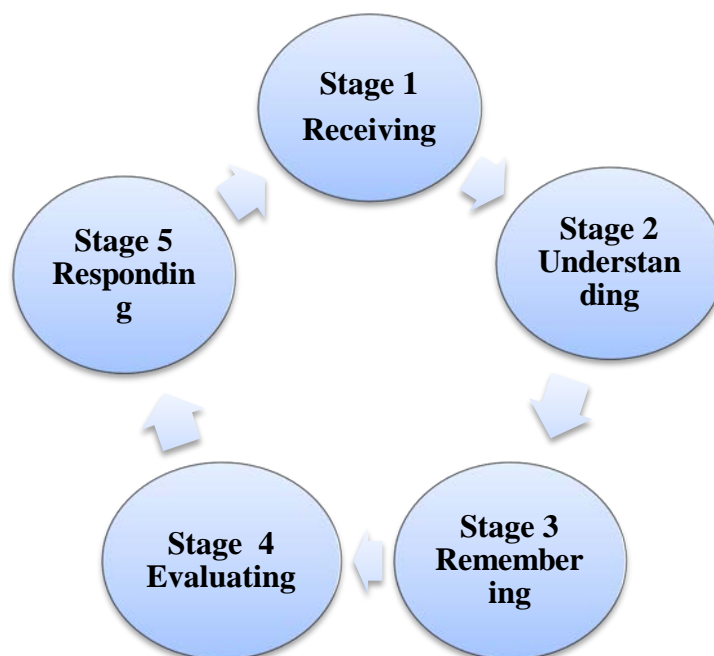 Stage 1
Receiving
Stage 2
Understan
ding
Stage 3
Remember
ing
Stage 4
Evaluating
Stage 5
Respondin
g